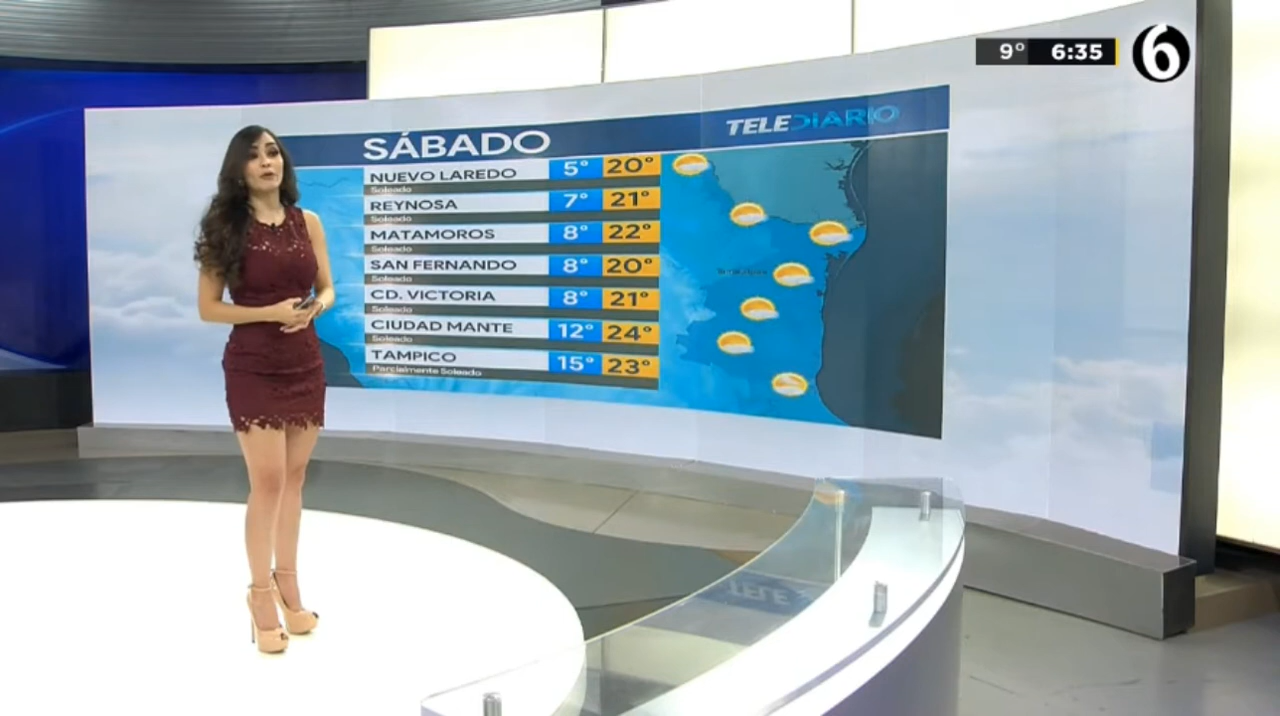 9° 6:35 6
TELEDIARIO
SÁBADO
NUEVO LAREDO 5° 20°
Soleado
REYNOSA 7° 21°
Soleado
MATAMOROS 8° 22°
Soleado
SAN FERNANDO 8° 20°
Soleado
CD. VICTORIA 8° 21°
Soleado
CIUDAD MANTE 12° 24°
Soleado
TAMPICO 15° 23°
Parcialmente Soleado
TELE